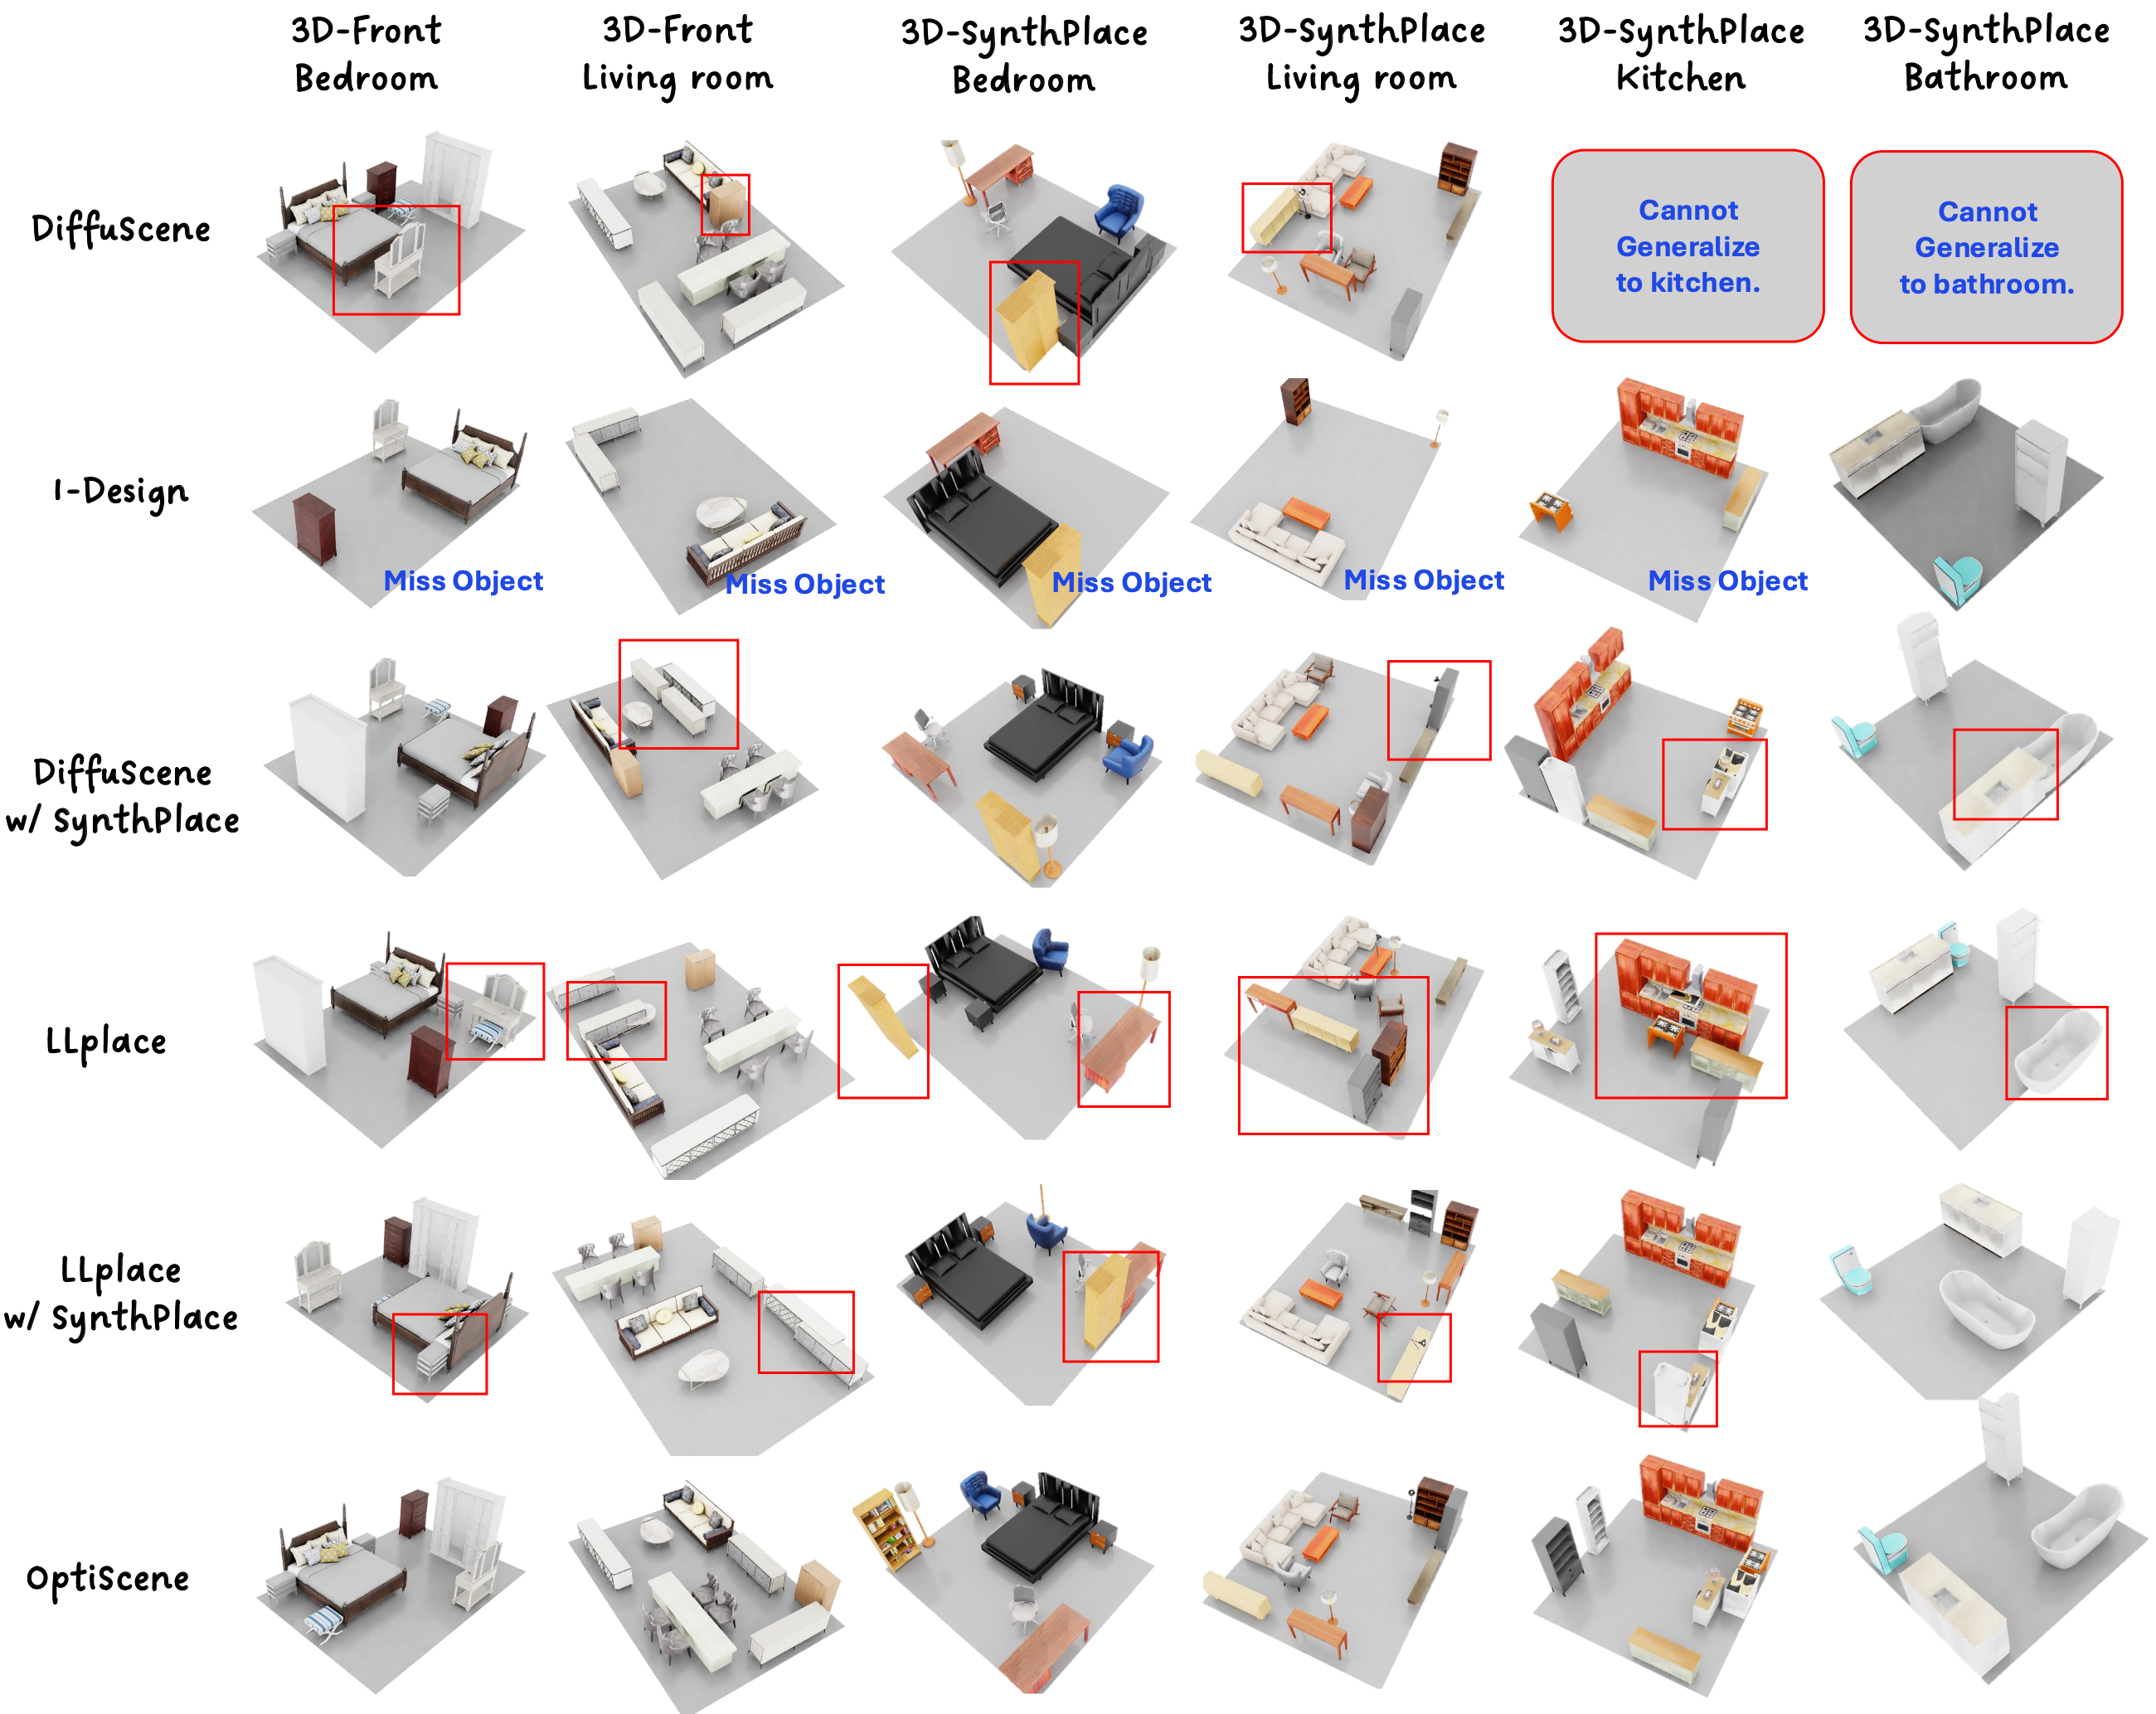 3D-Front
Bedroom
3D-Front
Living room
3D-SynthPlace
Bedroom
3D-SynthPlace
Living room
3D-SynthPlace
Kitchen
3D-SynthPlace
Bathroom
DiffuScene
Cannot
Generalize
to kitchen.
Cannot
Generalize
to bathroom.
I-Design
Miss Object
Miss Object
Miss Object
Miss Object
Miss Object
DiffuScene
w/ SynthPlace
LLplace
LLplace
w/ SynthPlace
OptiScene